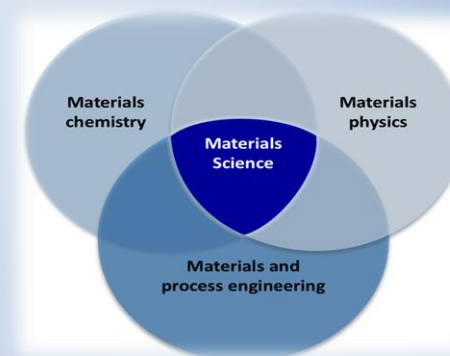 Materials
chemistry
Materials
physics
Materials
Science
Materials and
process engineering